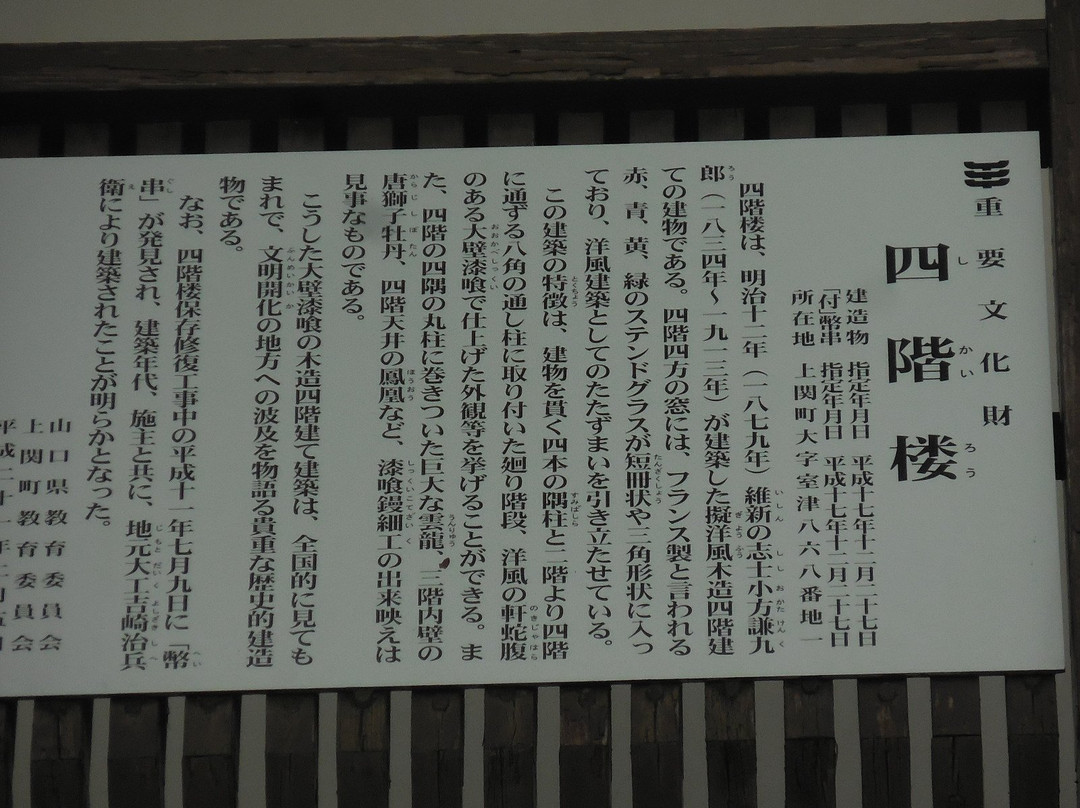 重要文化財
四階楼
しかいろう
建造物 指定年月日 平成十七年十二月二十七日
「付」幣串 指定年月日 平成十七年十二月二十七日
所在地 上関町大字室津八六八番地一
四階楼は、明治十二年（一八七九年）維新の志士小方謙九
郎（一八三四年～一九一三年）が建築した擬洋風木造四階建
ての建物である。四階四方の窓には、フランス製と言われる
赤、青、黄、緑のステンドグラスが短冊状や三角形状に入っ
ており、洋風建築としてのたたずまいを引き立たせている。
この建築の特徴は、建物を貫く四本の隅柱と二階より四階
に通ずる八角の通し柱に取り付いた廻り階段、洋風の軒蛇腹
のある大壁漆喰で仕上げた外観等を挙げることができる。ま
た、四階の四隅の丸柱に巻きついた巨大な雲龍、三階内壁の
唐獅子牡丹、四階天井の鳳凰など、漆喰鏝細工の出来映えは
見事なものである。
こうした大壁漆喰の木造四階建て建築は、全国的に見ても
まれで、文明開化の地方への波及を物語る貴重な歴史的建造
物である。
なお、四階楼保存修復工事中の平成十一年七月九日に「幣
串」が発見され、建築年代、施主と共に、地元大工吉崎治兵
衛により建築されたことが明らかとなった。
山口県教育委員会
上関町教育委員会